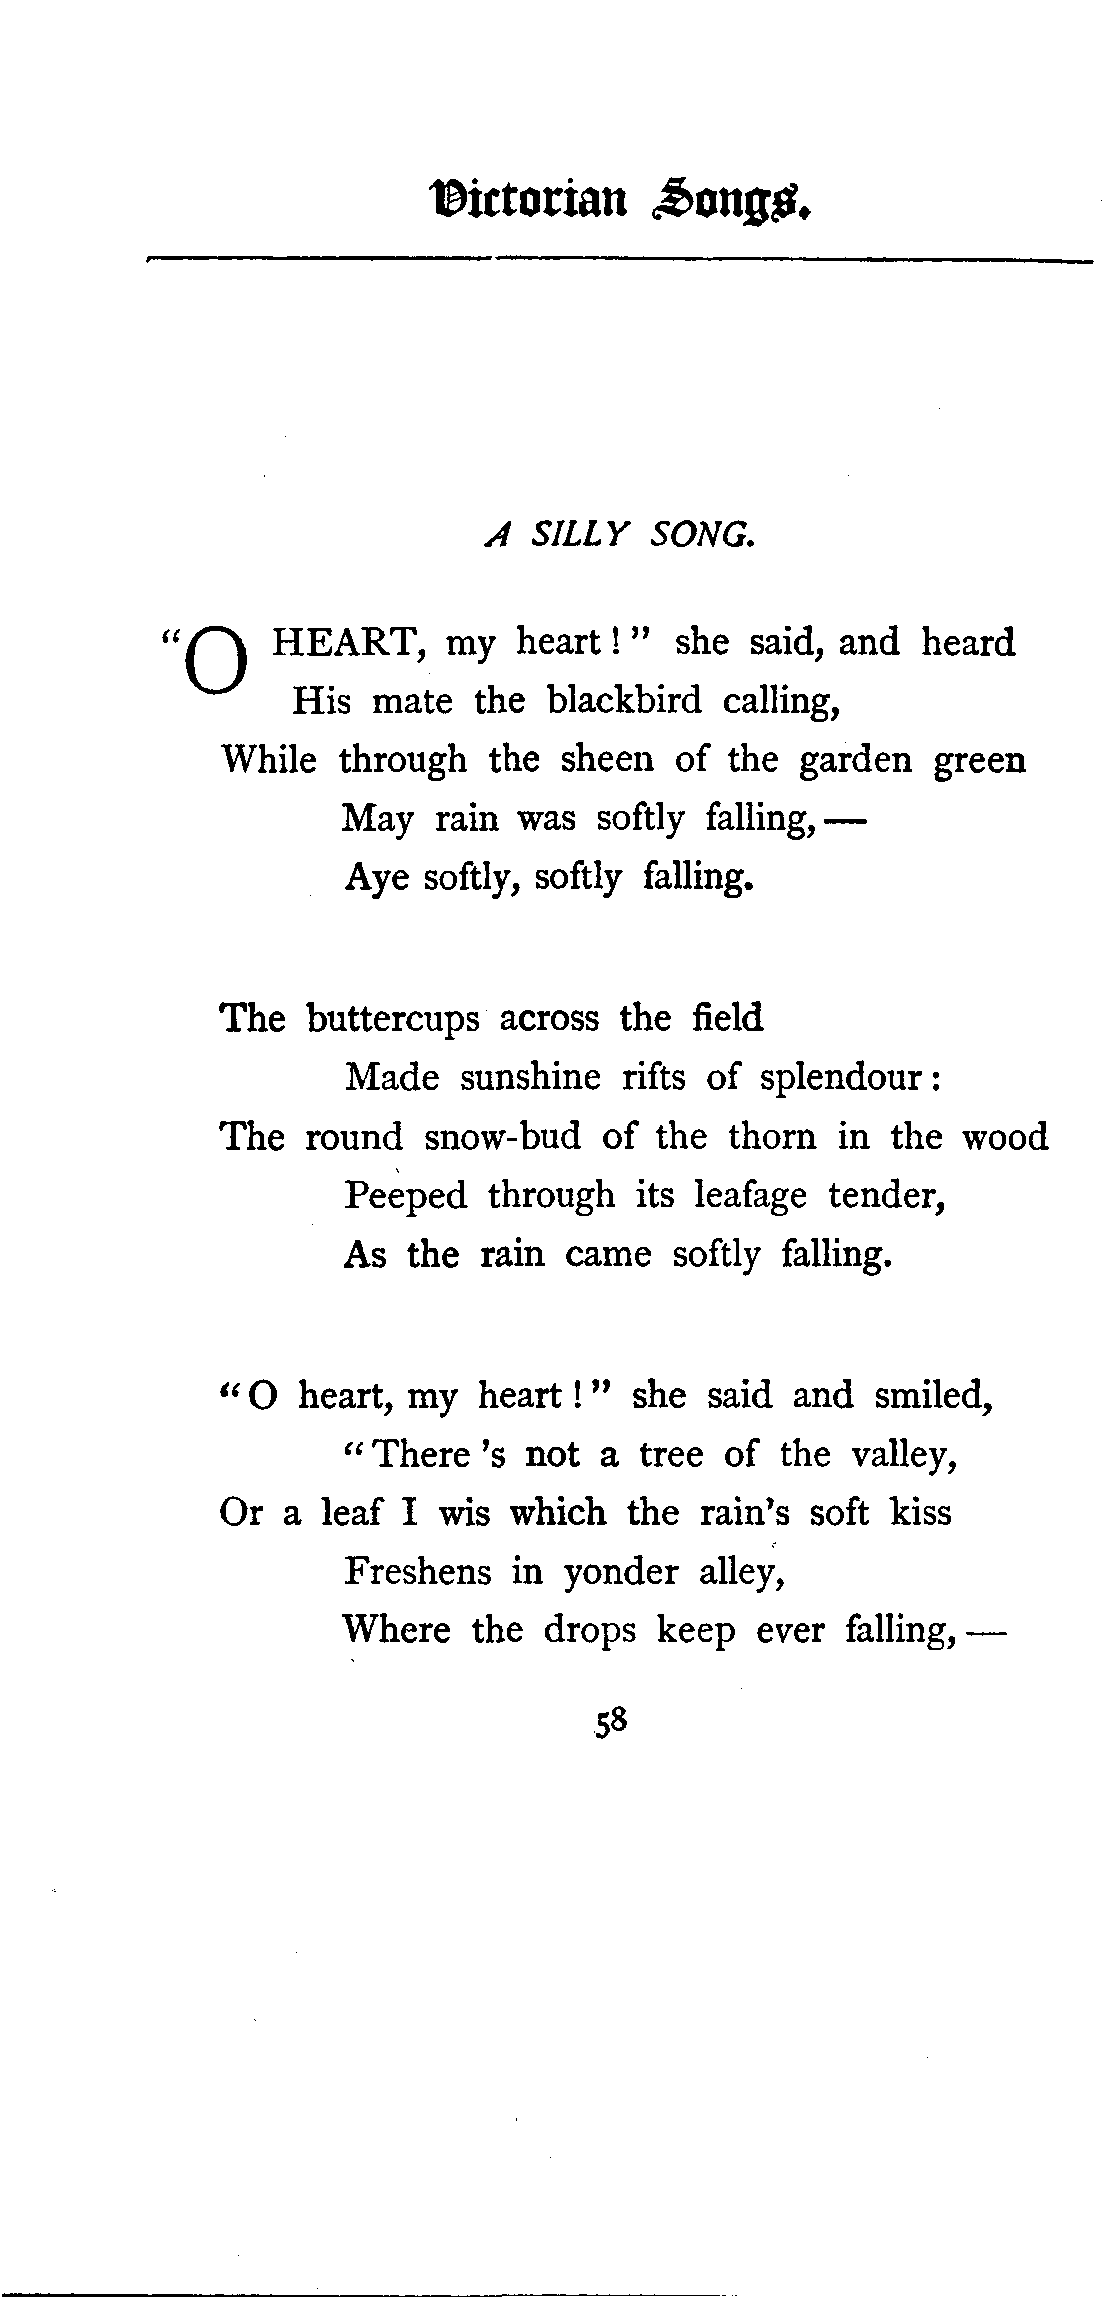 Victorian Songs.
A SILLY SONG.
"O HEART, my heart!" she said, and heard
His mate the blackbird calling,
While through the sheen of the garden green
May rain was softly falling,—
Aye softly, softly falling.
The buttercups across the field
Made sunshine rifts of splendour:
The round snow-bud of the thorn in the wood
Peeped through its leafage tender,
As the rain came softly falling.
"O heart, my heart!" she said and smiled,
"There 's not a tree of the valley,
Or a leaf I wis which the rain's soft kiss
Freshens in yonder alley,
Where the drops keep ever falling,—
58